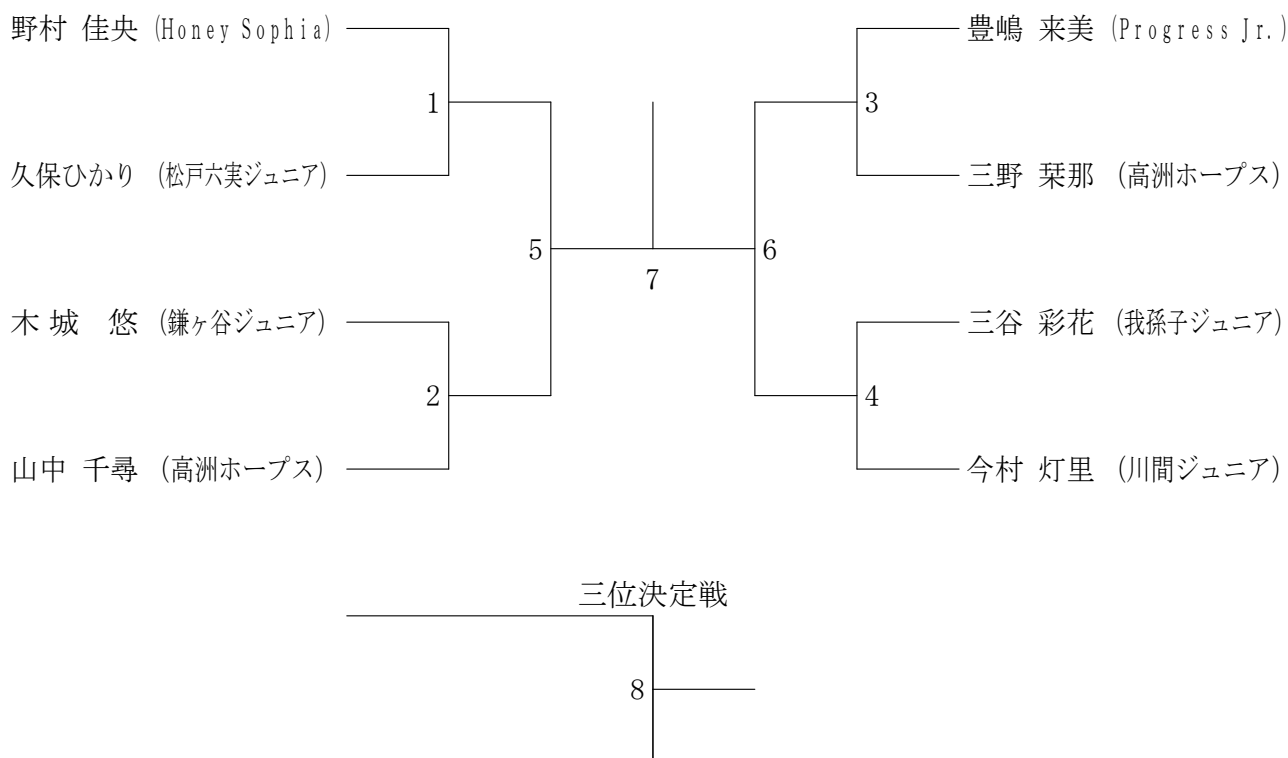 野村 佳央 (Honey Sophia)
1
久保ひかり (松戸六実ジュニア)
5
木城 悠 (鎌ヶ谷ジュニア)
2
山中 千尋 (高洲ホープス)
7
豊嶋 来美 (Progress Jr.)
3
三野 栞那 (高洲ホープス)
6
三谷 彩花 (我孫子ジュニア)
4
今村 灯里 (川間ジュニア)
三位決定戦
8